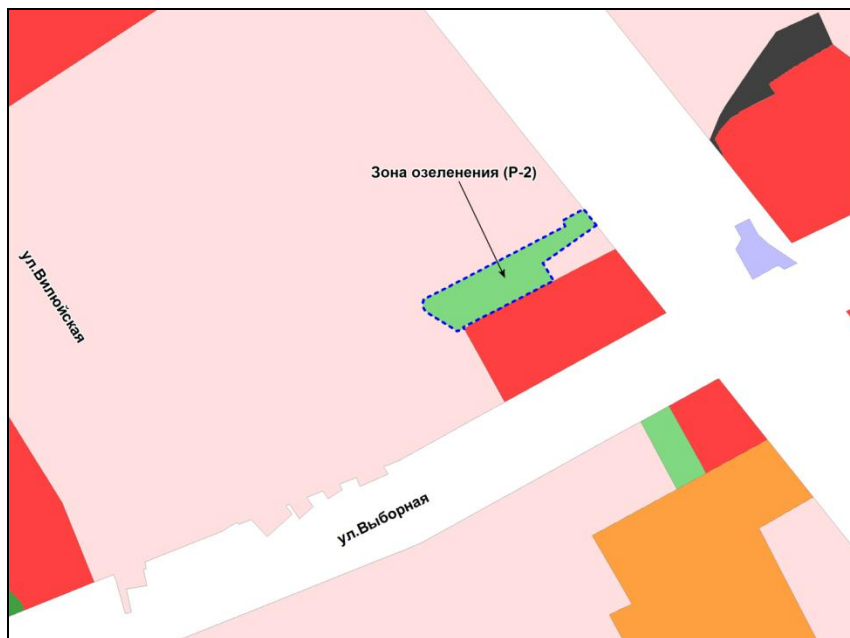 Зона озеленения (Р-2)
ул.Вилюйская
ул.Выборная